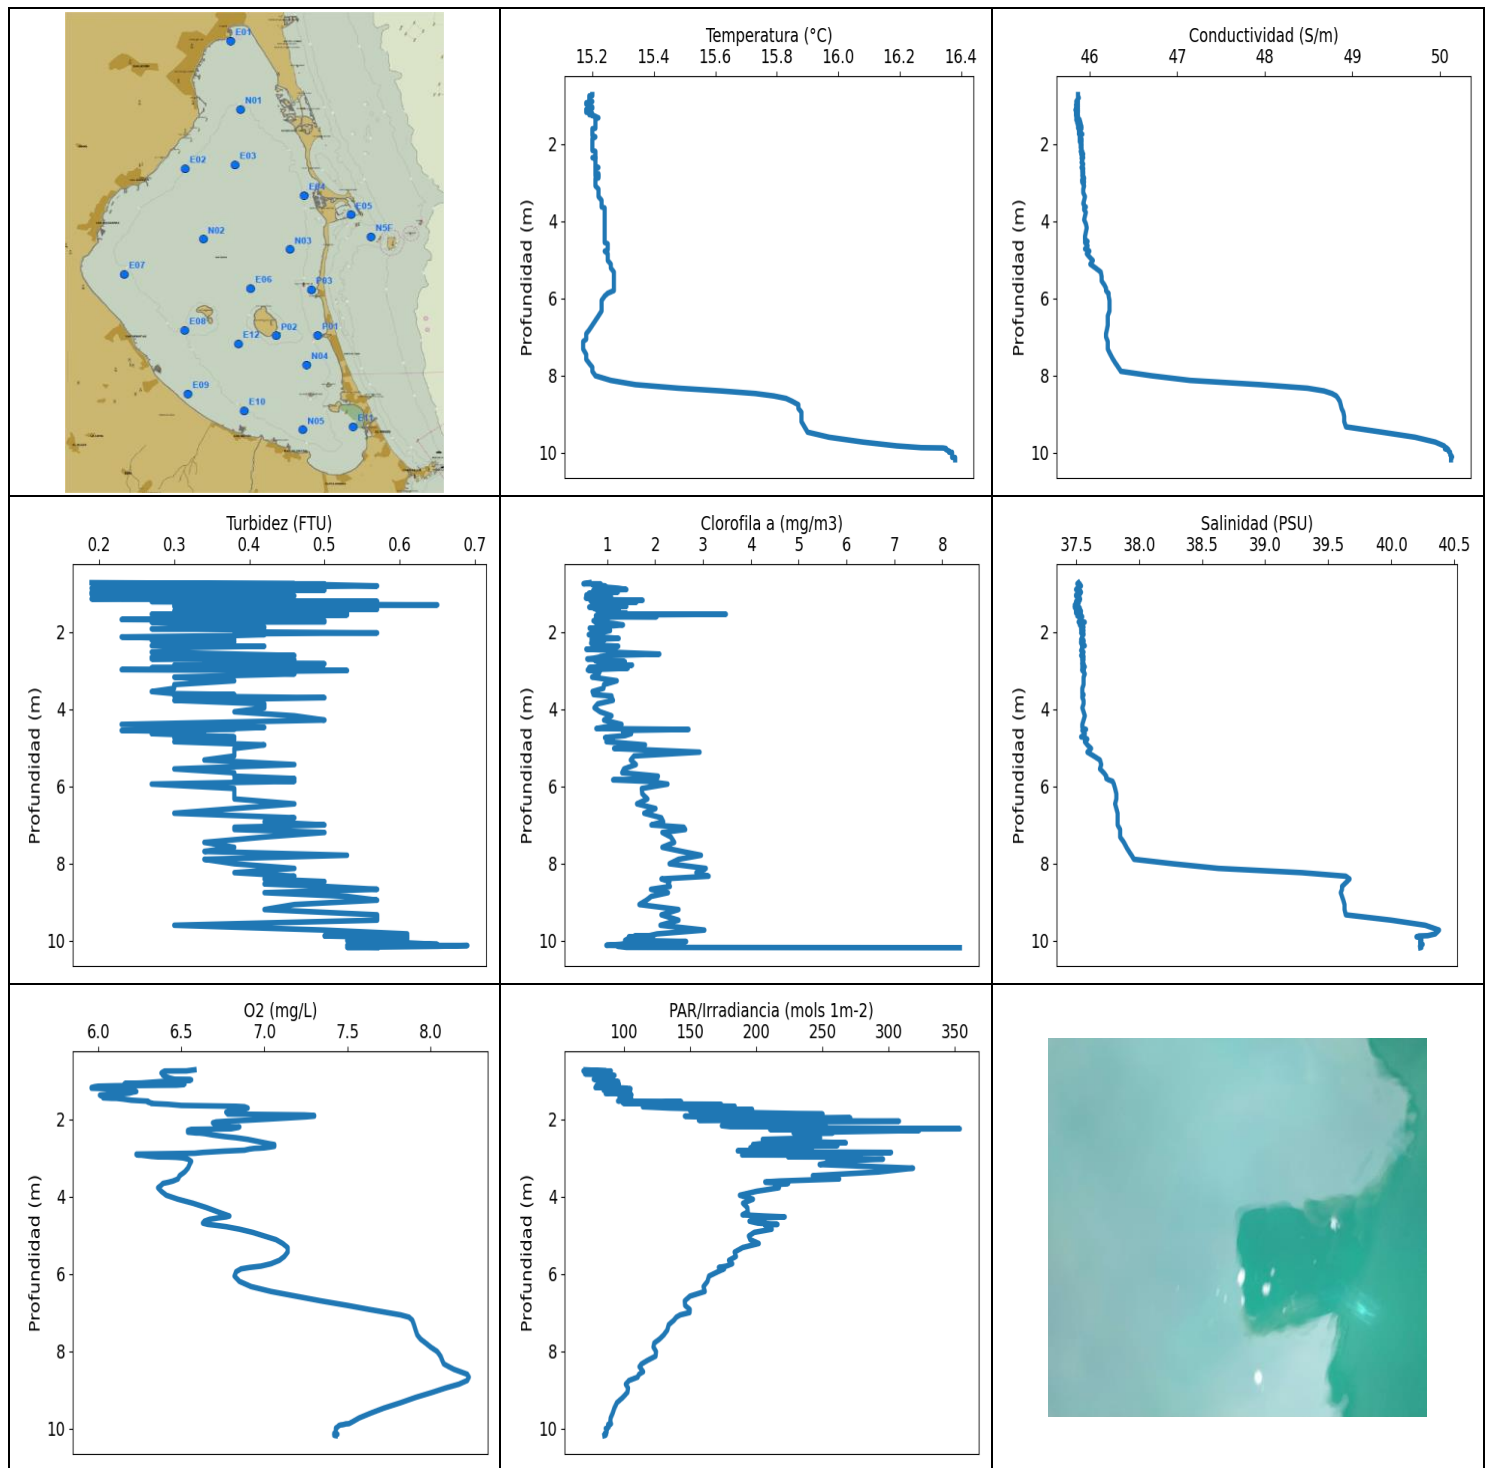 E01
N01
E02
E03
E04
E05
N5F
N02
N03
E07
E06
P03
E08
E12
P02
P01
N04
E09
E10
N05
E11
Temperatura (°C)
15.2 15.4 15.6 15.8 16.0 16.2 16.4
Profundidad (m)
2
4
6
8
10
Conductividad (S/m)
46 47 48 49 50
Profundidad (m)
2
4
6
8
10
Turbidez (FTU)
0.2 0.3 0.4 0.5 0.6 0.7
Profundidad (m)
2
4
6
8
10
Clorofila a (mg/m3)
1 2 3 4 5 6 7 8
Profundidad (m)
2
4
6
8
10
Salinidad (PSU)
37.5 38.0 38.5 39.0 39.5 40.0 40.5
Profundidad (m)
2
4
6
8
10
O2 (mg/L)
6.0 6.5 7.0 7.5 8.0
Profundidad (m)
2
4
6
8
10
PAR/Irradiancia (mols 1m-2)
100 150 200 250 300 350
Profundidad (m)
2
4
6
8
10